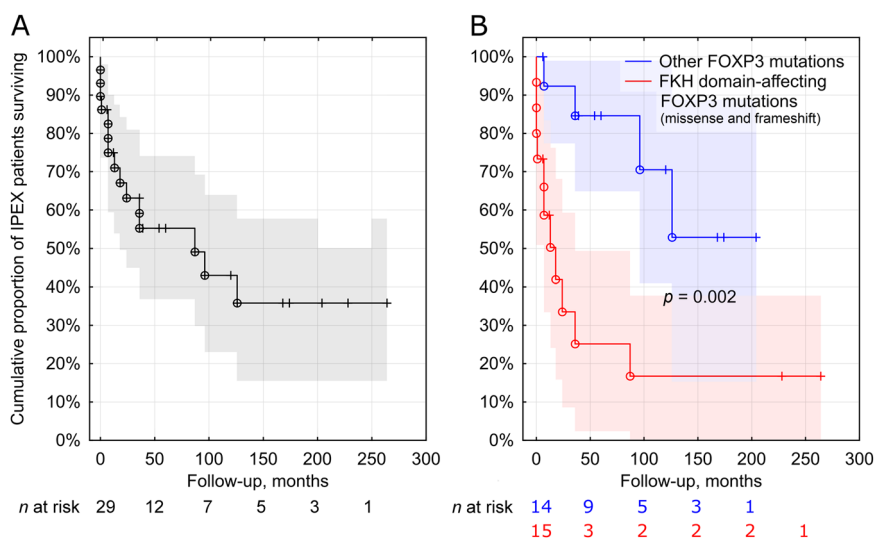 A
Cumulative proportion of IPEX patients surviving
100%
90%
80%
70%
60%
50%
40%
30%
20%
10%
0%
0 50 100 150 200 250 300
Follow-up, months
n at risk 29 12 7 5 3 1
B
Other FOXP3 mutations
FKH domain-affecting
FOXP3 mutations
(missense and frameshift)
p = 0.002
100%
90%
80%
70%
60%
50%
40%
30%
20%
10%
0%
0 50 100 150 200 250 300
Follow-up, months
n at risk 14 9 5 3 1
15 3 2 2 2 1